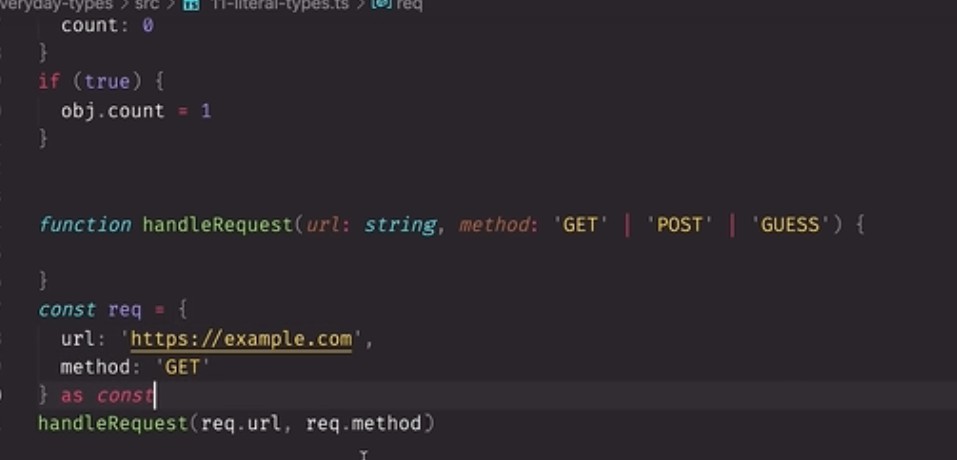 everyday-types > src > TS 11-literal-types.ts > req
count: 0
}
if (true) {
obj.count = 1
}
function handleRequest(url: string, method: 'GET' | 'POST' | 'GUESS') {
}
const req = {
url: 'https://example.com',
method: 'GET'
} as const
handleRequest(req.url, req.method)